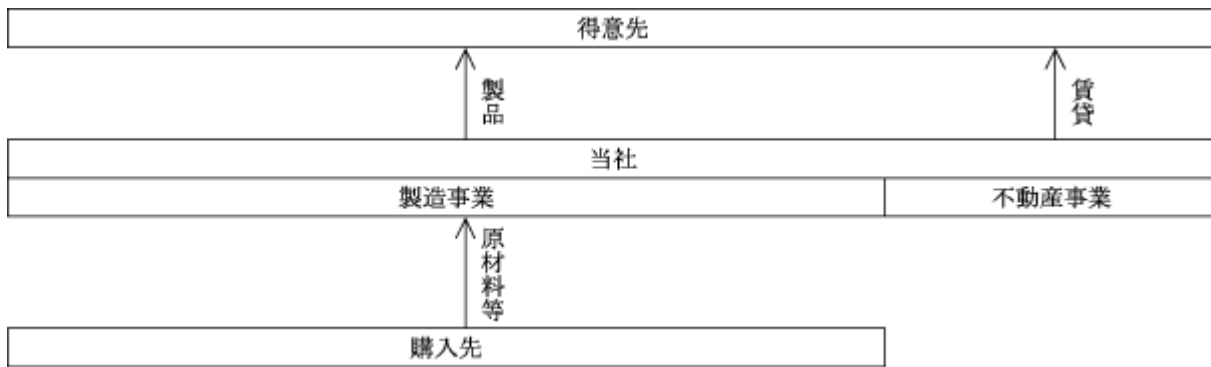 得意先
製品
賃貸
当社
製造事業
不動産事業
原材料等
購入先